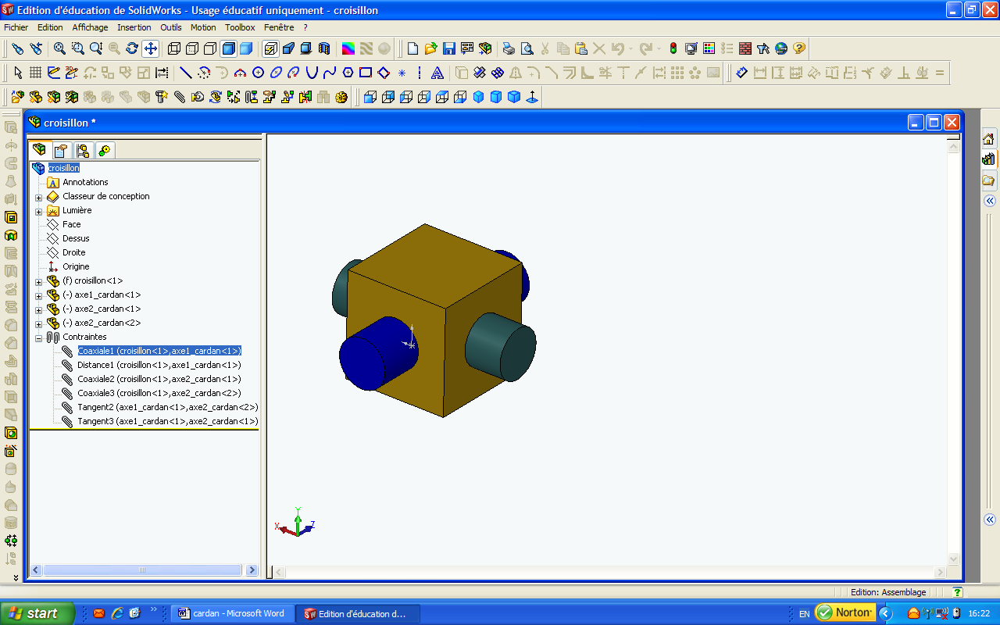 Edition d'éducation de SolidWorks - Usage éducatif uniquement - croisillon
Fichier Edition Affichage Insertion Outils Motion Toolbox Fenêtre ?
croisillon *
croisillon
Annotations
Classeur de conception
Lumière
Face
Dessus
Droite
Origine
(f) croisillon<1>
(-) axe1_cardan<1>
(-) axe2_cardan<1>
(-) axe2_cardan<2>
Contraintes
Coaxiale1 (croisillon<1>,axe1_cardan<1>)
Distance1 (croisillon<1>,axe1_cardan<1>)
Coaxiale2 (croisillon<1>,axe2_cardan<1>)
Coaxiale3 (croisillon<1>,axe2_cardan<2>)
Tangent2 (axe1_cardan<1>,axe2_cardan<2>)
Tangent3 (axe1_cardan<1>,axe2_cardan<1>)
Y
X Z
Edition: Assemblage
start
cardan - Microsoft Word
Edition d'éducation d...
EN
Norton
16:22